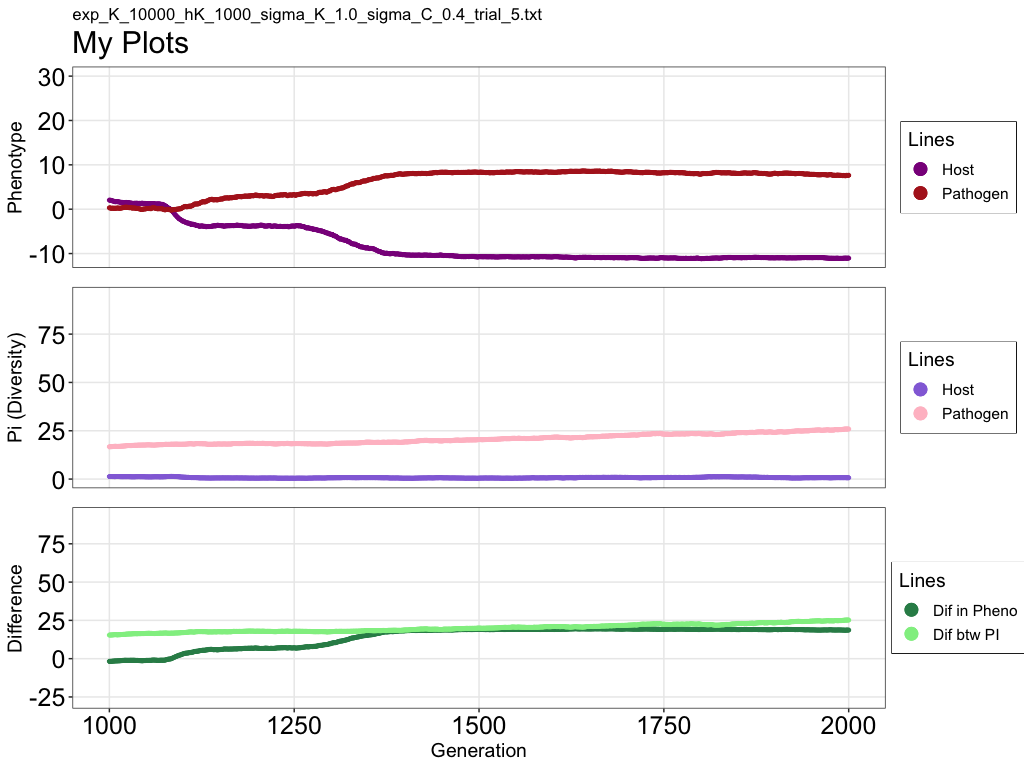 exp_K_10000_hK_1000_sigma_K_1.0_sigma_C_0.4_trial_5.txt
My Plots
Phenotype
30
20
10
0
-10
Lines
Host
Pathogen
Pi (Diversity)
75
50
25
0
Lines
Host
Pathogen
Difference
75
50
25
0
-25
Lines
Dif in Pheno
Dif btw PI
1000 1250 1500 1750 2000
Generation